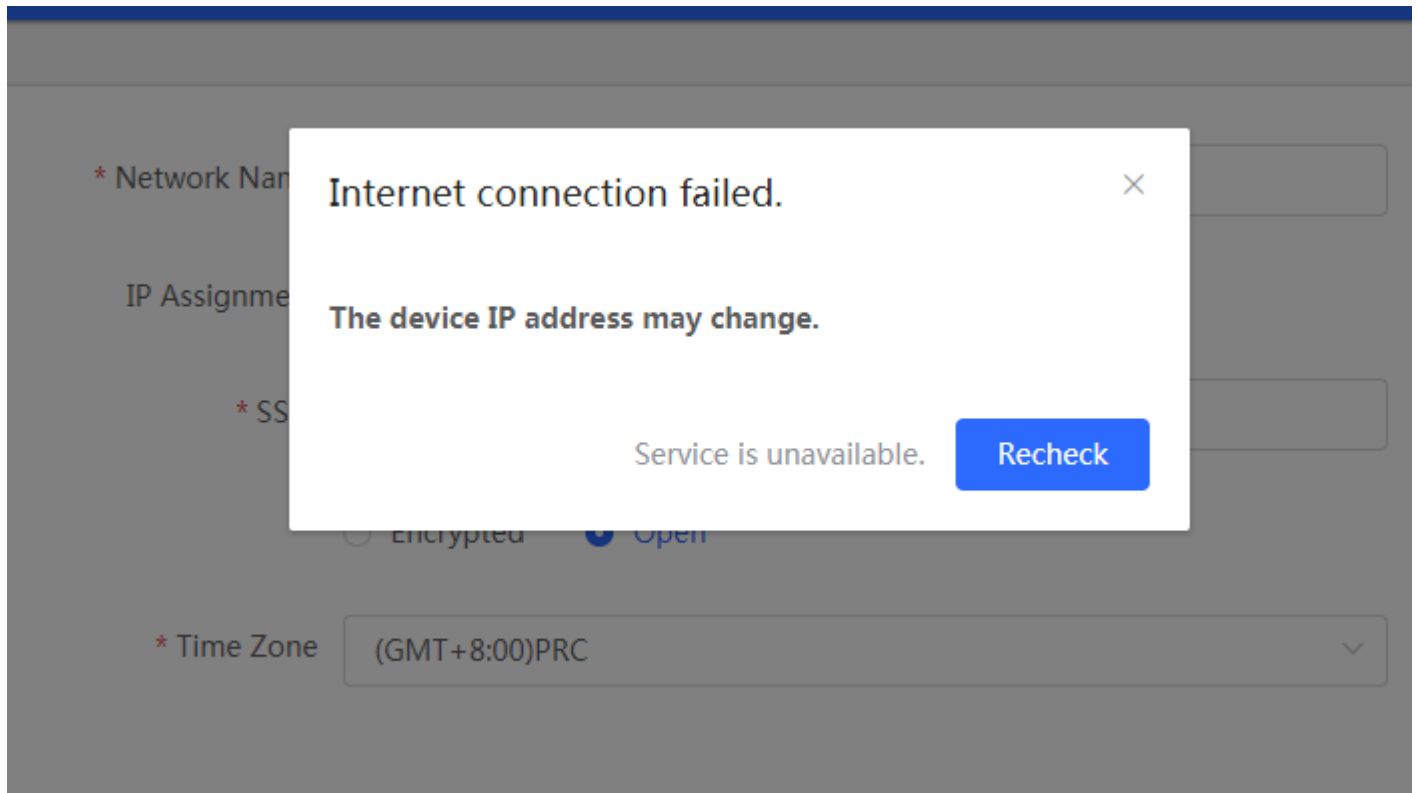 * Network Nam
Internet connection failed.
IP Assignme
The device IP address may change.
* SS
Service is unavailable. Recheck
Encrypted Open
* Time Zone (GMT+8:00)PRC